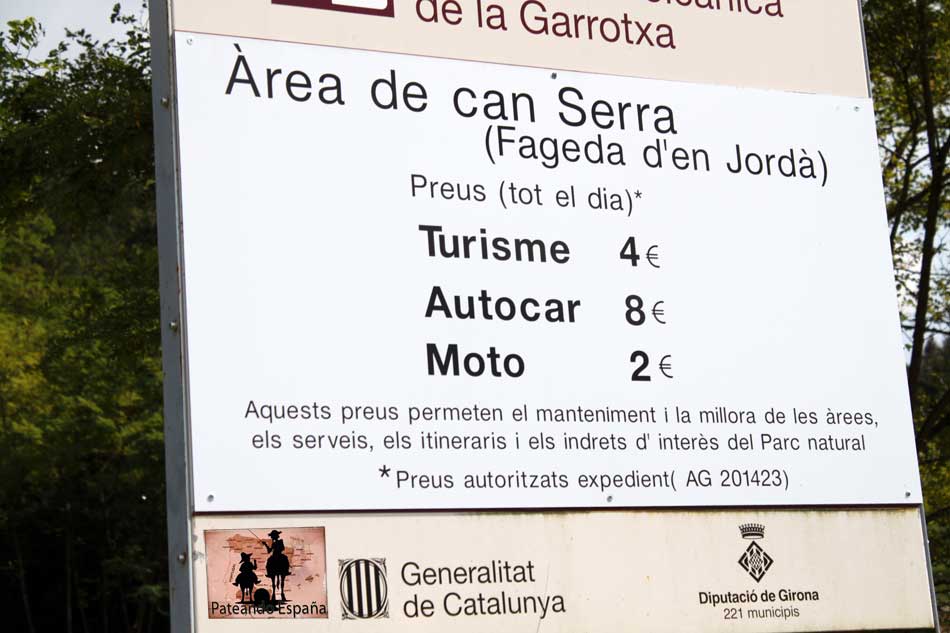 de la Garrotxa
Àrea de can Serra
(Fageda d'en Jordà)
Preus (tot el dia)*
Turisme 4€
Autocar 8€
Moto 2€
Aquests preus permeten el manteniment i la millora de les àrees,
els serveis, els itineraris i els indrets d' interès del Parc natural
*Preus autoritzats expedient( AG 201423)
Pateando España
Generalitat
de Catalunya
Diputació de Girona
221 municipis